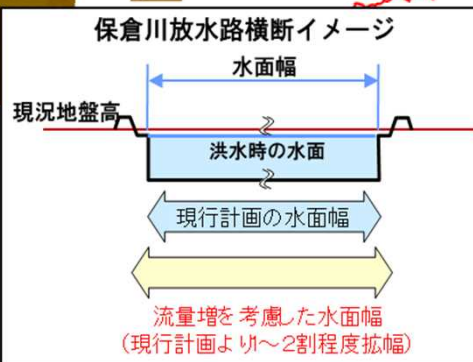 保倉川放水路横断イメージ
水面幅
現況地盤高
洪水時の水面
現行計画の水面幅
流量増を考慮した水面幅
(現行計画より1～2割程度拡幅)